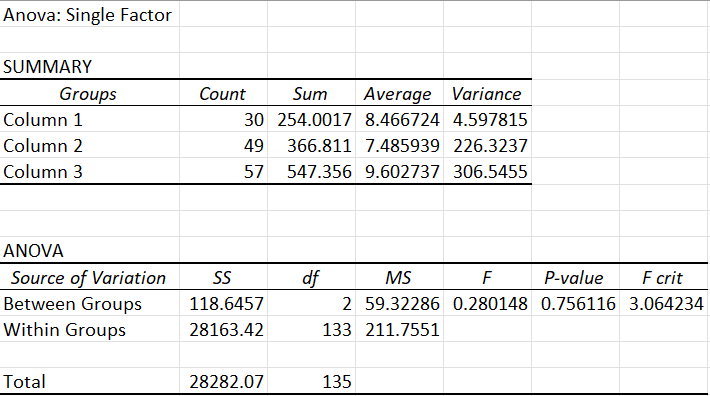 Anova: Single Factor
SUMMARY
Groups Count Sum Average Variance
Column 1 30 254.0017 8.466724 4.597815
Column 2 49 366.811 7.485939 226.3237
Column 3 57 547.356 9.602737 306.5455
ANOVA
Source of Variation SS df MS F P-value F crit
Between Groups 118.6457 2 59.32286 0.280148 0.756116 3.064234
Within Groups 28163.42 133 211.7551
Total 28282.07 135